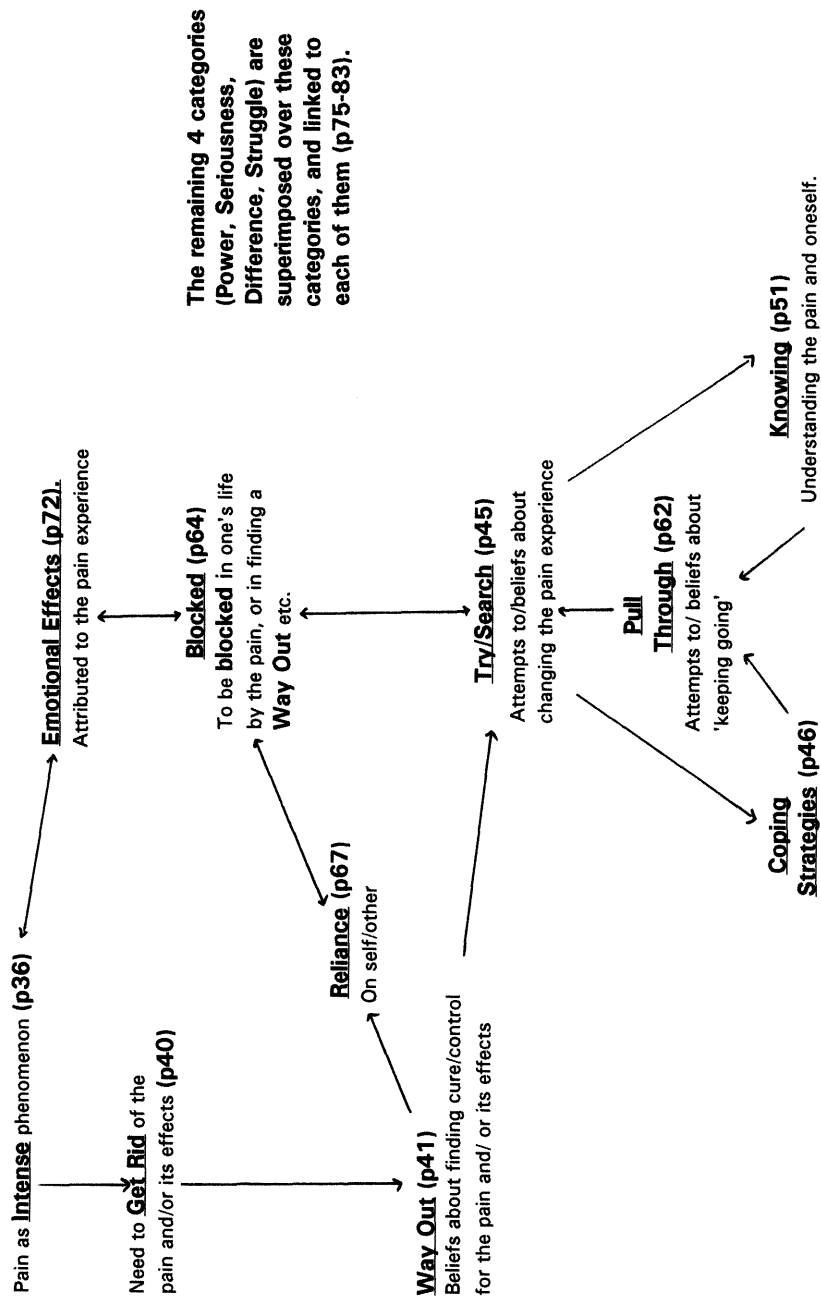 Pain as Intense phenomenon (p36)
Need to Get Rid of the
pain and/or its effects (p40)
Way Out (p41)
Beliefs about finding cure/control
for the pain and/ or its effects
Reliance (p67)
On self/other
Emotional Effects (p72).
Attributed to the pain experience
Blocked (p64)
To be blocked in one's life
by the pain, or in finding a
Way Out etc.
Try/Search (p45)
Attempts to/beliefs about
changing the pain experience
Pull
Through (p62)
Attempts to/ beliefs about
'keeping going'
Coping
Strategies (p46)
Knowing (p51)
Understanding the pain and oneself.
The remaining 4 categories
(Power, Seriousness,
Difference, Struggle) are
superimposed over these
categories, and linked to
each of them (p75-83).